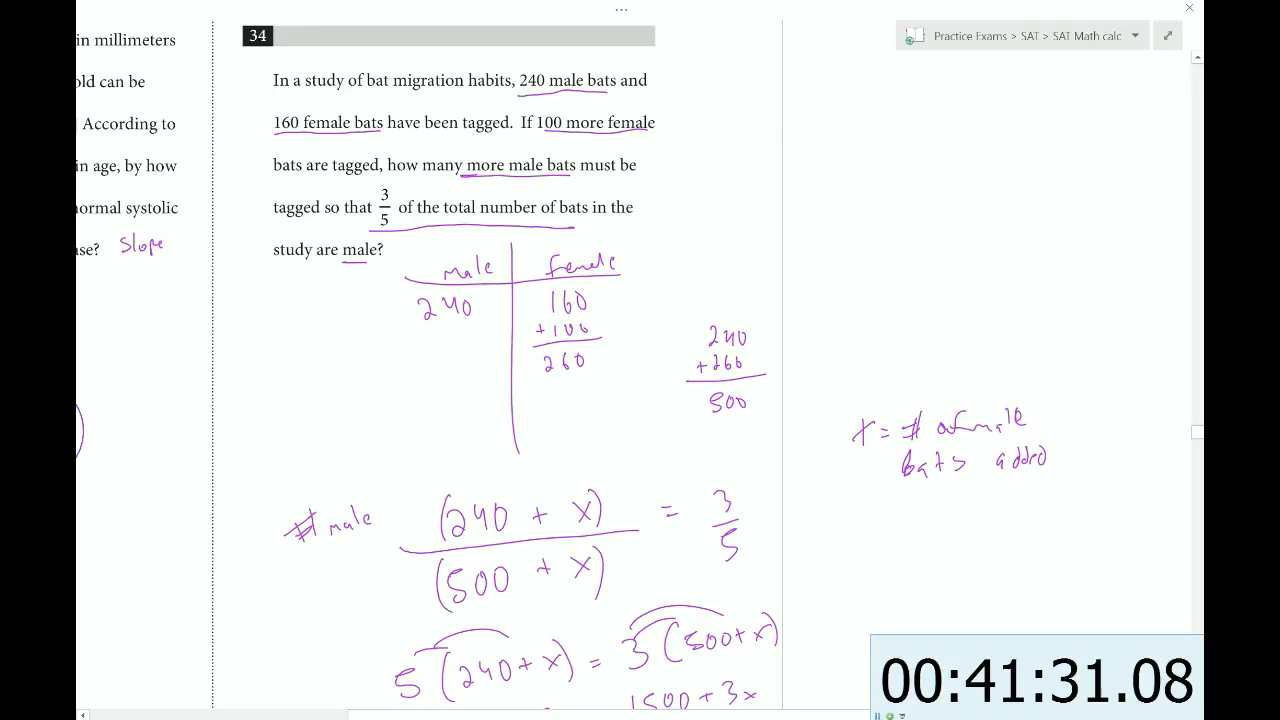 ...
Practice Exams > SAT > SAT Math calc
in millimeters
old can be
According to
in age, by how
normal systolic
ase? Slope
34
In a study of bat migration habits, 240 male bats and
160 female bats have been tagged. If 100 more female
bats are tagged, how many more male bats must be
tagged so that 3/5 of the total number of bats in the
study are male?
male female
240 160
+100
260
240
+260
500
x = # of male
bats added
# male (240 + x) = 3
(500 + x) 5
5(240+x) = 3(500+x)
1500 + 3x
00:41:31.08